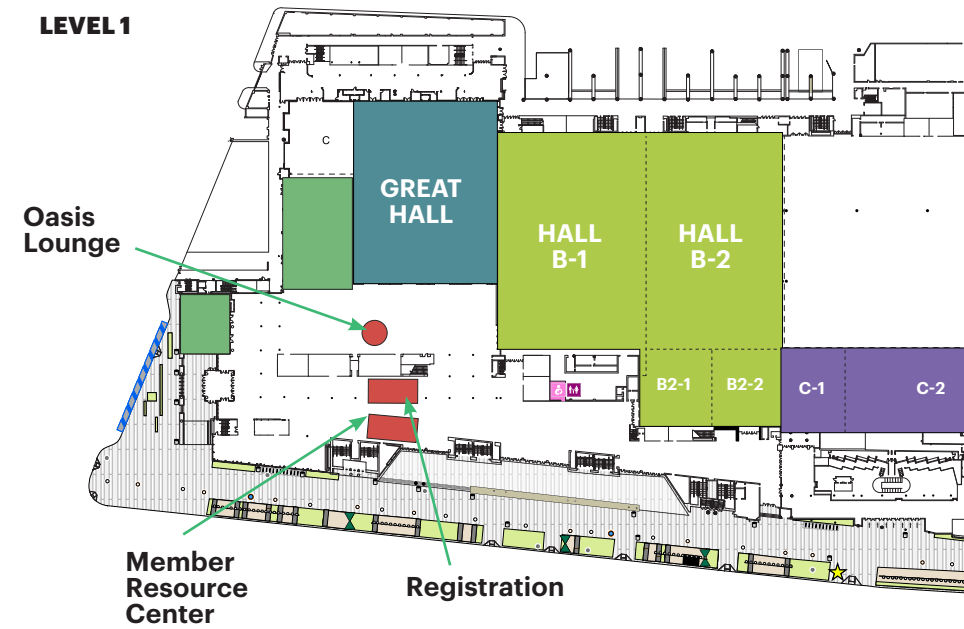 LEVEL 1
C
GREAT
HALL
Oasis
Lounge
HALL
B-1
HALL
B-2
B2-1
B2-2
C-1
C-2
Member
Resource
Center
Registration